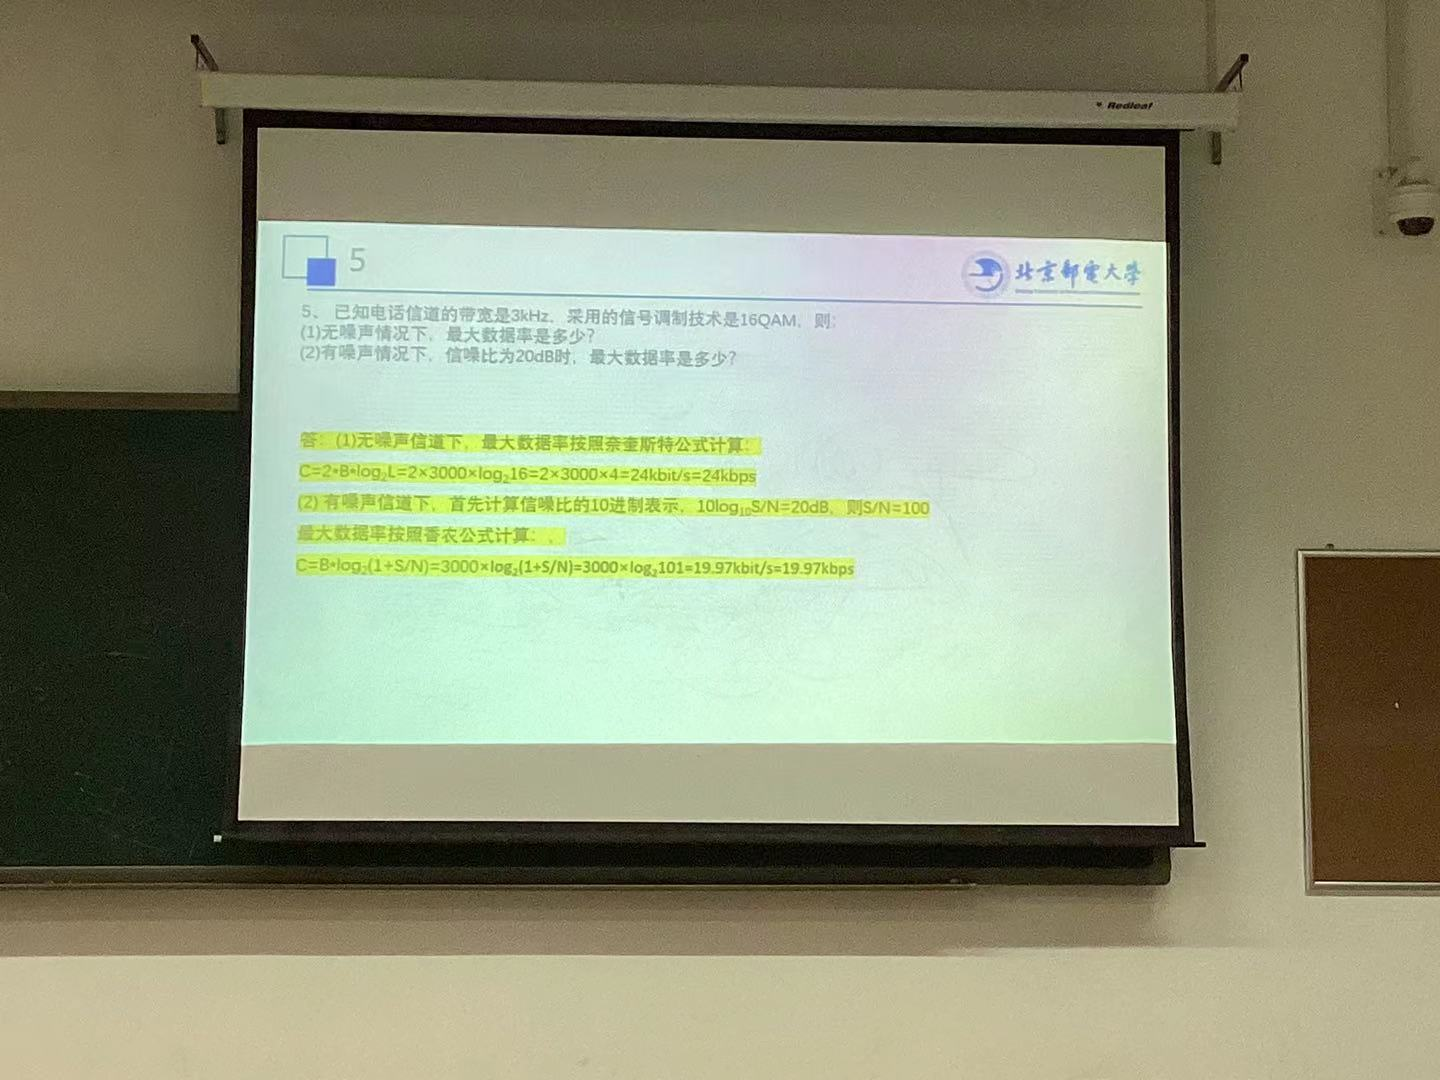 Redleaf
5
北京邮电大学
5、 已知电话信道的带宽是3kHz，采用的信号调制技术是16QAM，则：
(1)无噪声情况下，最大数据率是多少？
(2)有噪声情况下，信噪比为20dB时，最大数据率是多少？
答：(1)无噪声信道下，最大数据率按照奈奎斯特公式计算：
C=2*B*log₂L=2×3000×log₂16=2×3000×4=24kbit/s=24kbps
(2) 有噪声信道下，首先计算信噪比的10进制表示，10log₁₀S/N=20dB，则S/N=100
最大数据率按照香农公式计算：，
C=B*log₂(1+S/N)=3000×log₂(1+S/N)=3000×log₂101=19.97kbit/s=19.97kbps